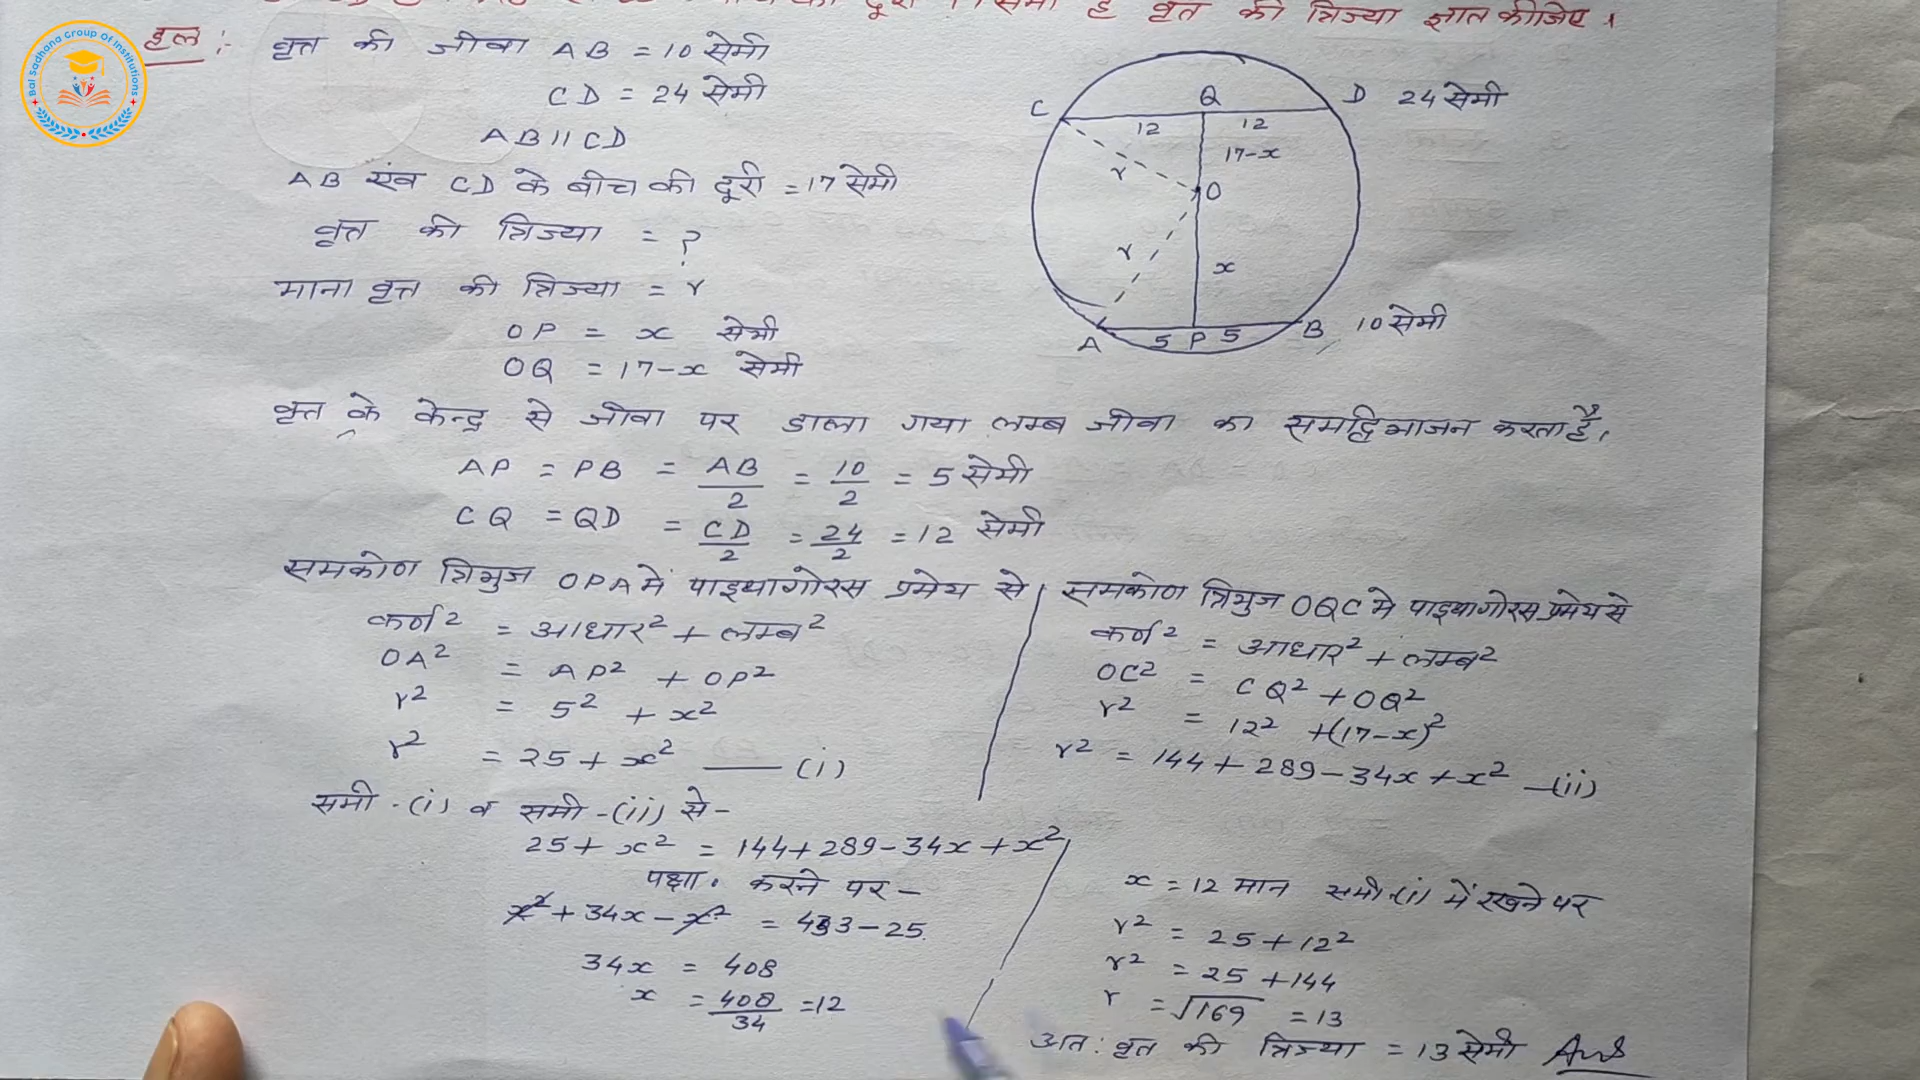 दूरी 17 सेमी है वृत्त की त्रिज्या ज्ञात कीजिए।
Bal Sadhana Group Of Institutions
हल :-
वृत्त की जीवा AB = 10 सेमी
CD = 24 सेमी
AB॥CD
AB एंव CD के बीच की दूरी = 17 सेमी
वृत्त की त्रिज्या = ?
माना वृत्त की त्रिज्या = r
OP = x सेमी
OQ = 17-x सेमी
C Q D 24 सेमी
12 12
17-x
r O
r x
A 5 P 5 B 10 सेमी
वृत्त के केन्द्र से जीवा पर डाला गया लम्ब जीवा का समद्विभाजन करता है।
AP = PB = AB/2 = 10/2 = 5 सेमी
CQ = QD = CD/2 = 24/2 = 12 सेमी
समकोण त्रिभुज OPA में पाइथागोरस प्रमेय से
कर्ण² = आधार² + लम्ब²
OA² = AP² + OP²
r² = 5² + x²
r² = 25 + x² —— (i)
समकोण त्रिभुज OQC मे पाइथागोरस प्रमेय से
कर्ण² = आधार² + लम्ब²
OC² = CQ² + OQ²
r² = 12² + (17-x)²
r² = 144 + 289 - 34x + x² —(ii)
समी -(i) व समी -(ii) से -
25 + x² = 144 + 289 - 34x + x²
पक्षा. करने पर -
x² + 34x - x² = 433 - 25
34x = 408
x = 408/34 = 12
x = 12 मान समी-(i) में रखने पर
r² = 25 + 12²
r² = 25 + 144
r = √169 = 13
अत: वृत की त्रिज्या = 13 सेमी Ans